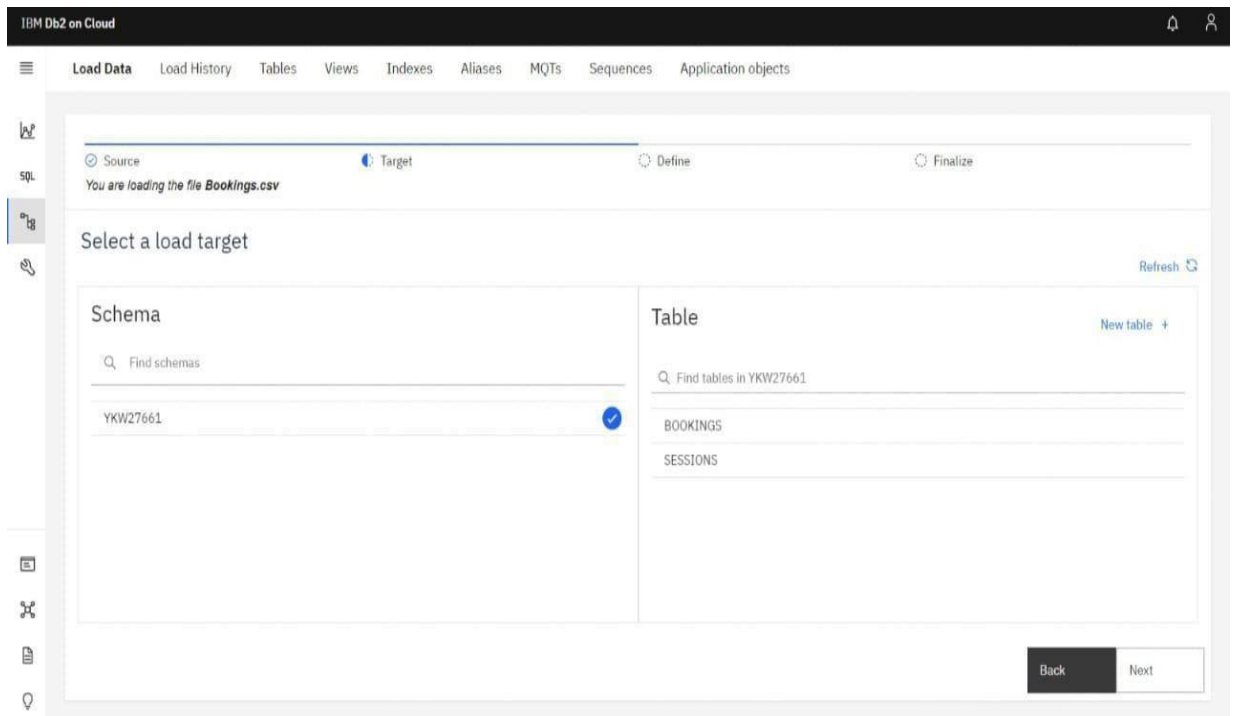 IBM Db2 on Cloud
Load Data Load History Tables Views Indexes Aliases MQTs Sequences Application objects
SQL
Source Target Define Finalize
You are loading the file Bookings.csv
Select a load target
Refresh
Schema
Find schemas
YKW27661
Table
New table +
Find tables in YKW27661
BOOKINGS
SESSIONS
Back Next